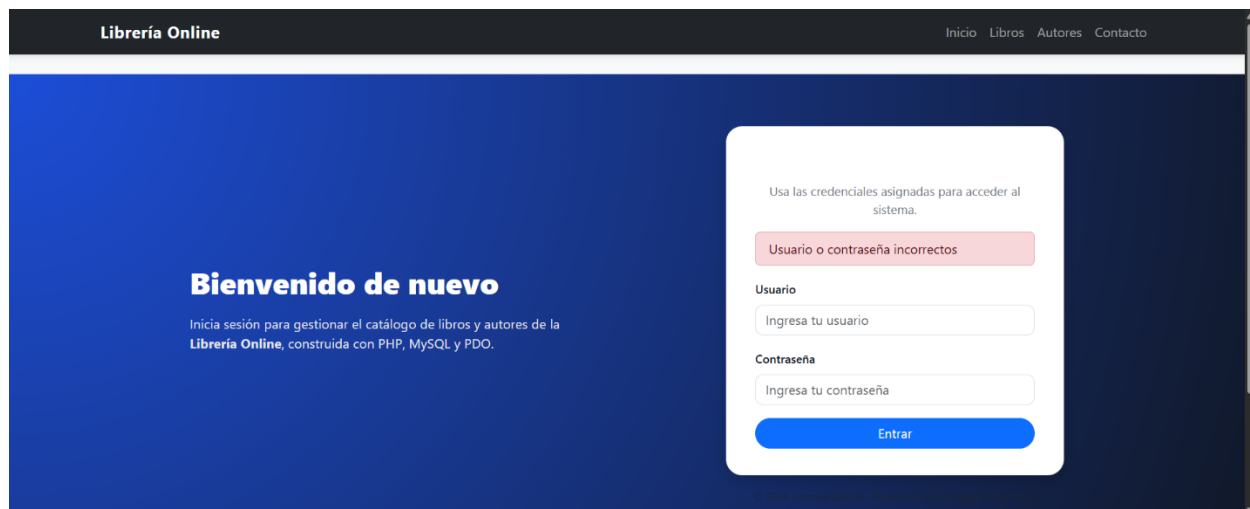 Librería Online
Inicio Libros Autores Contacto
Bienvenido de nuevo
Inicia sesión para gestionar el catálogo de libros y autores de la
Librería Online, construida con PHP, MySQL y PDO.
Usa las credenciales asignadas para acceder al
sistema.
Usuario o contraseña incorrectos
Usuario
Ingresa tu usuario
Contraseña
Ingresa tu contraseña
Entrar